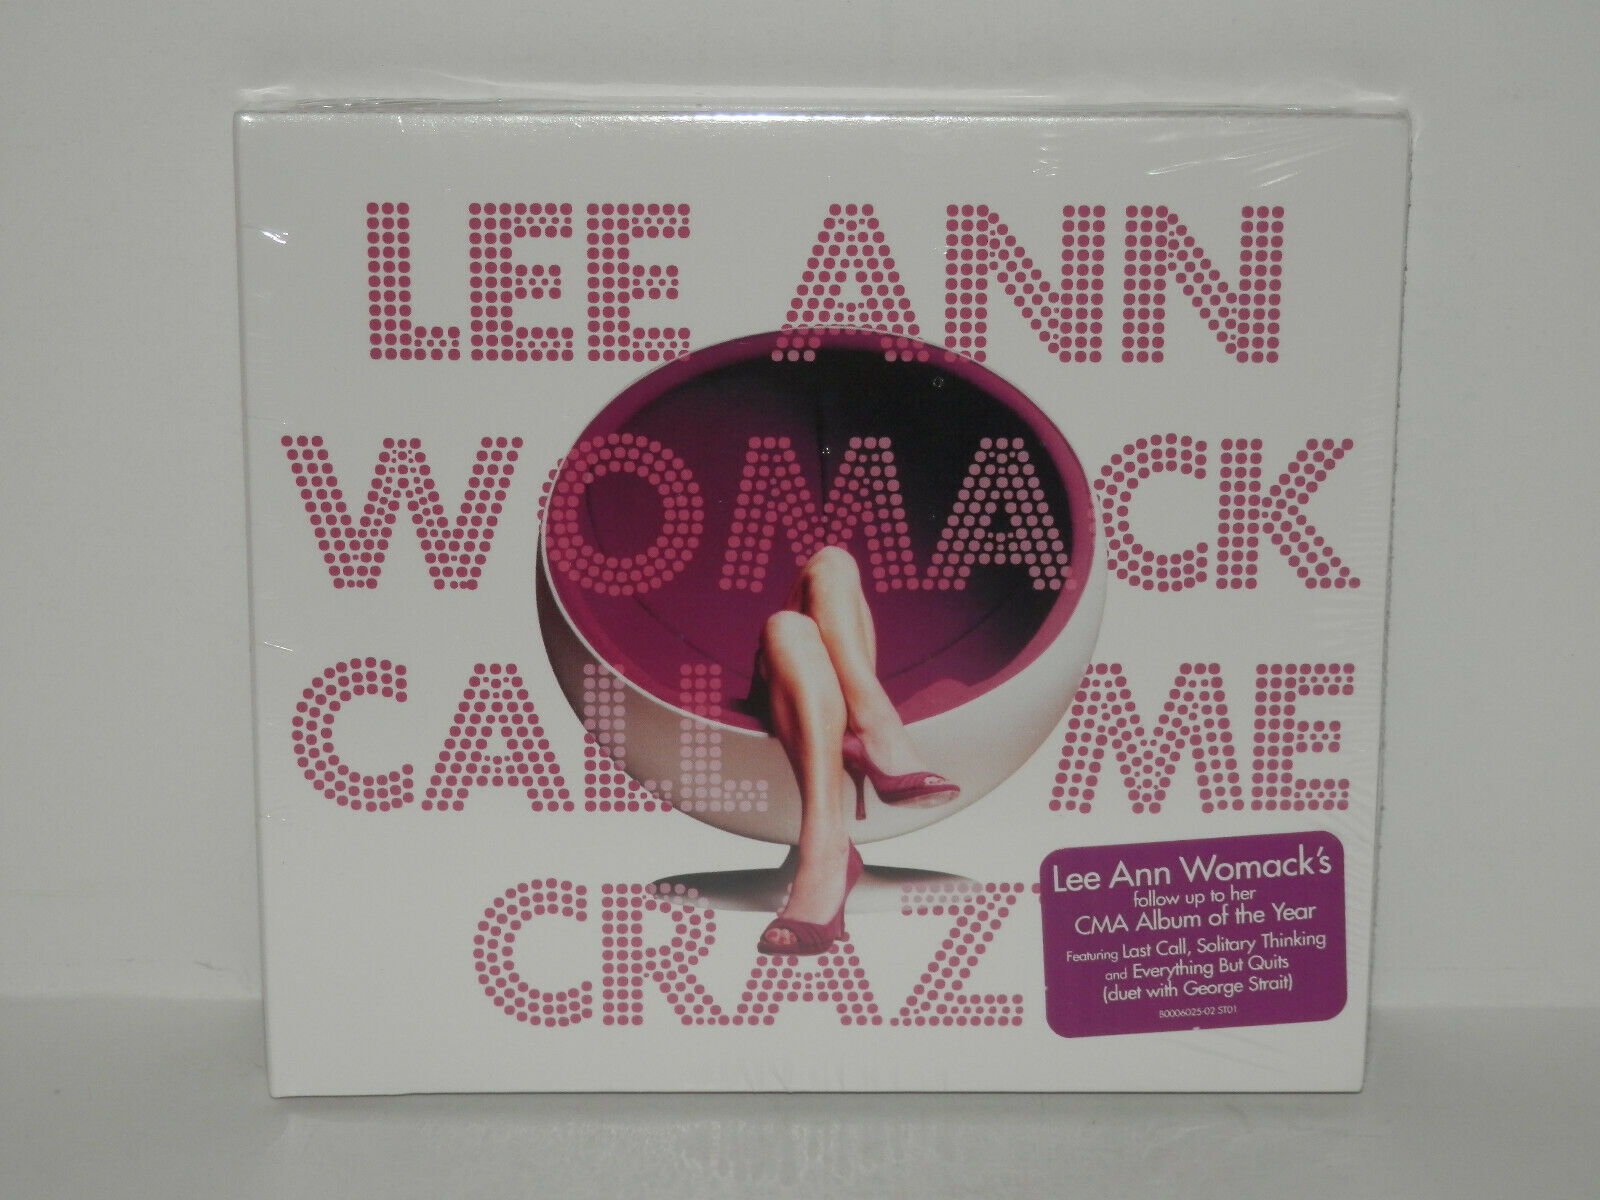 LEE ANN
WOMACK
CALL ME
CRAZ
Lee Ann Womack's
follow up to her
CMA Album of the Year
Featuring Last Call, Solitary Thinking
and Everything But Quits
(duet with George Strait)
B0006025-02 ST01